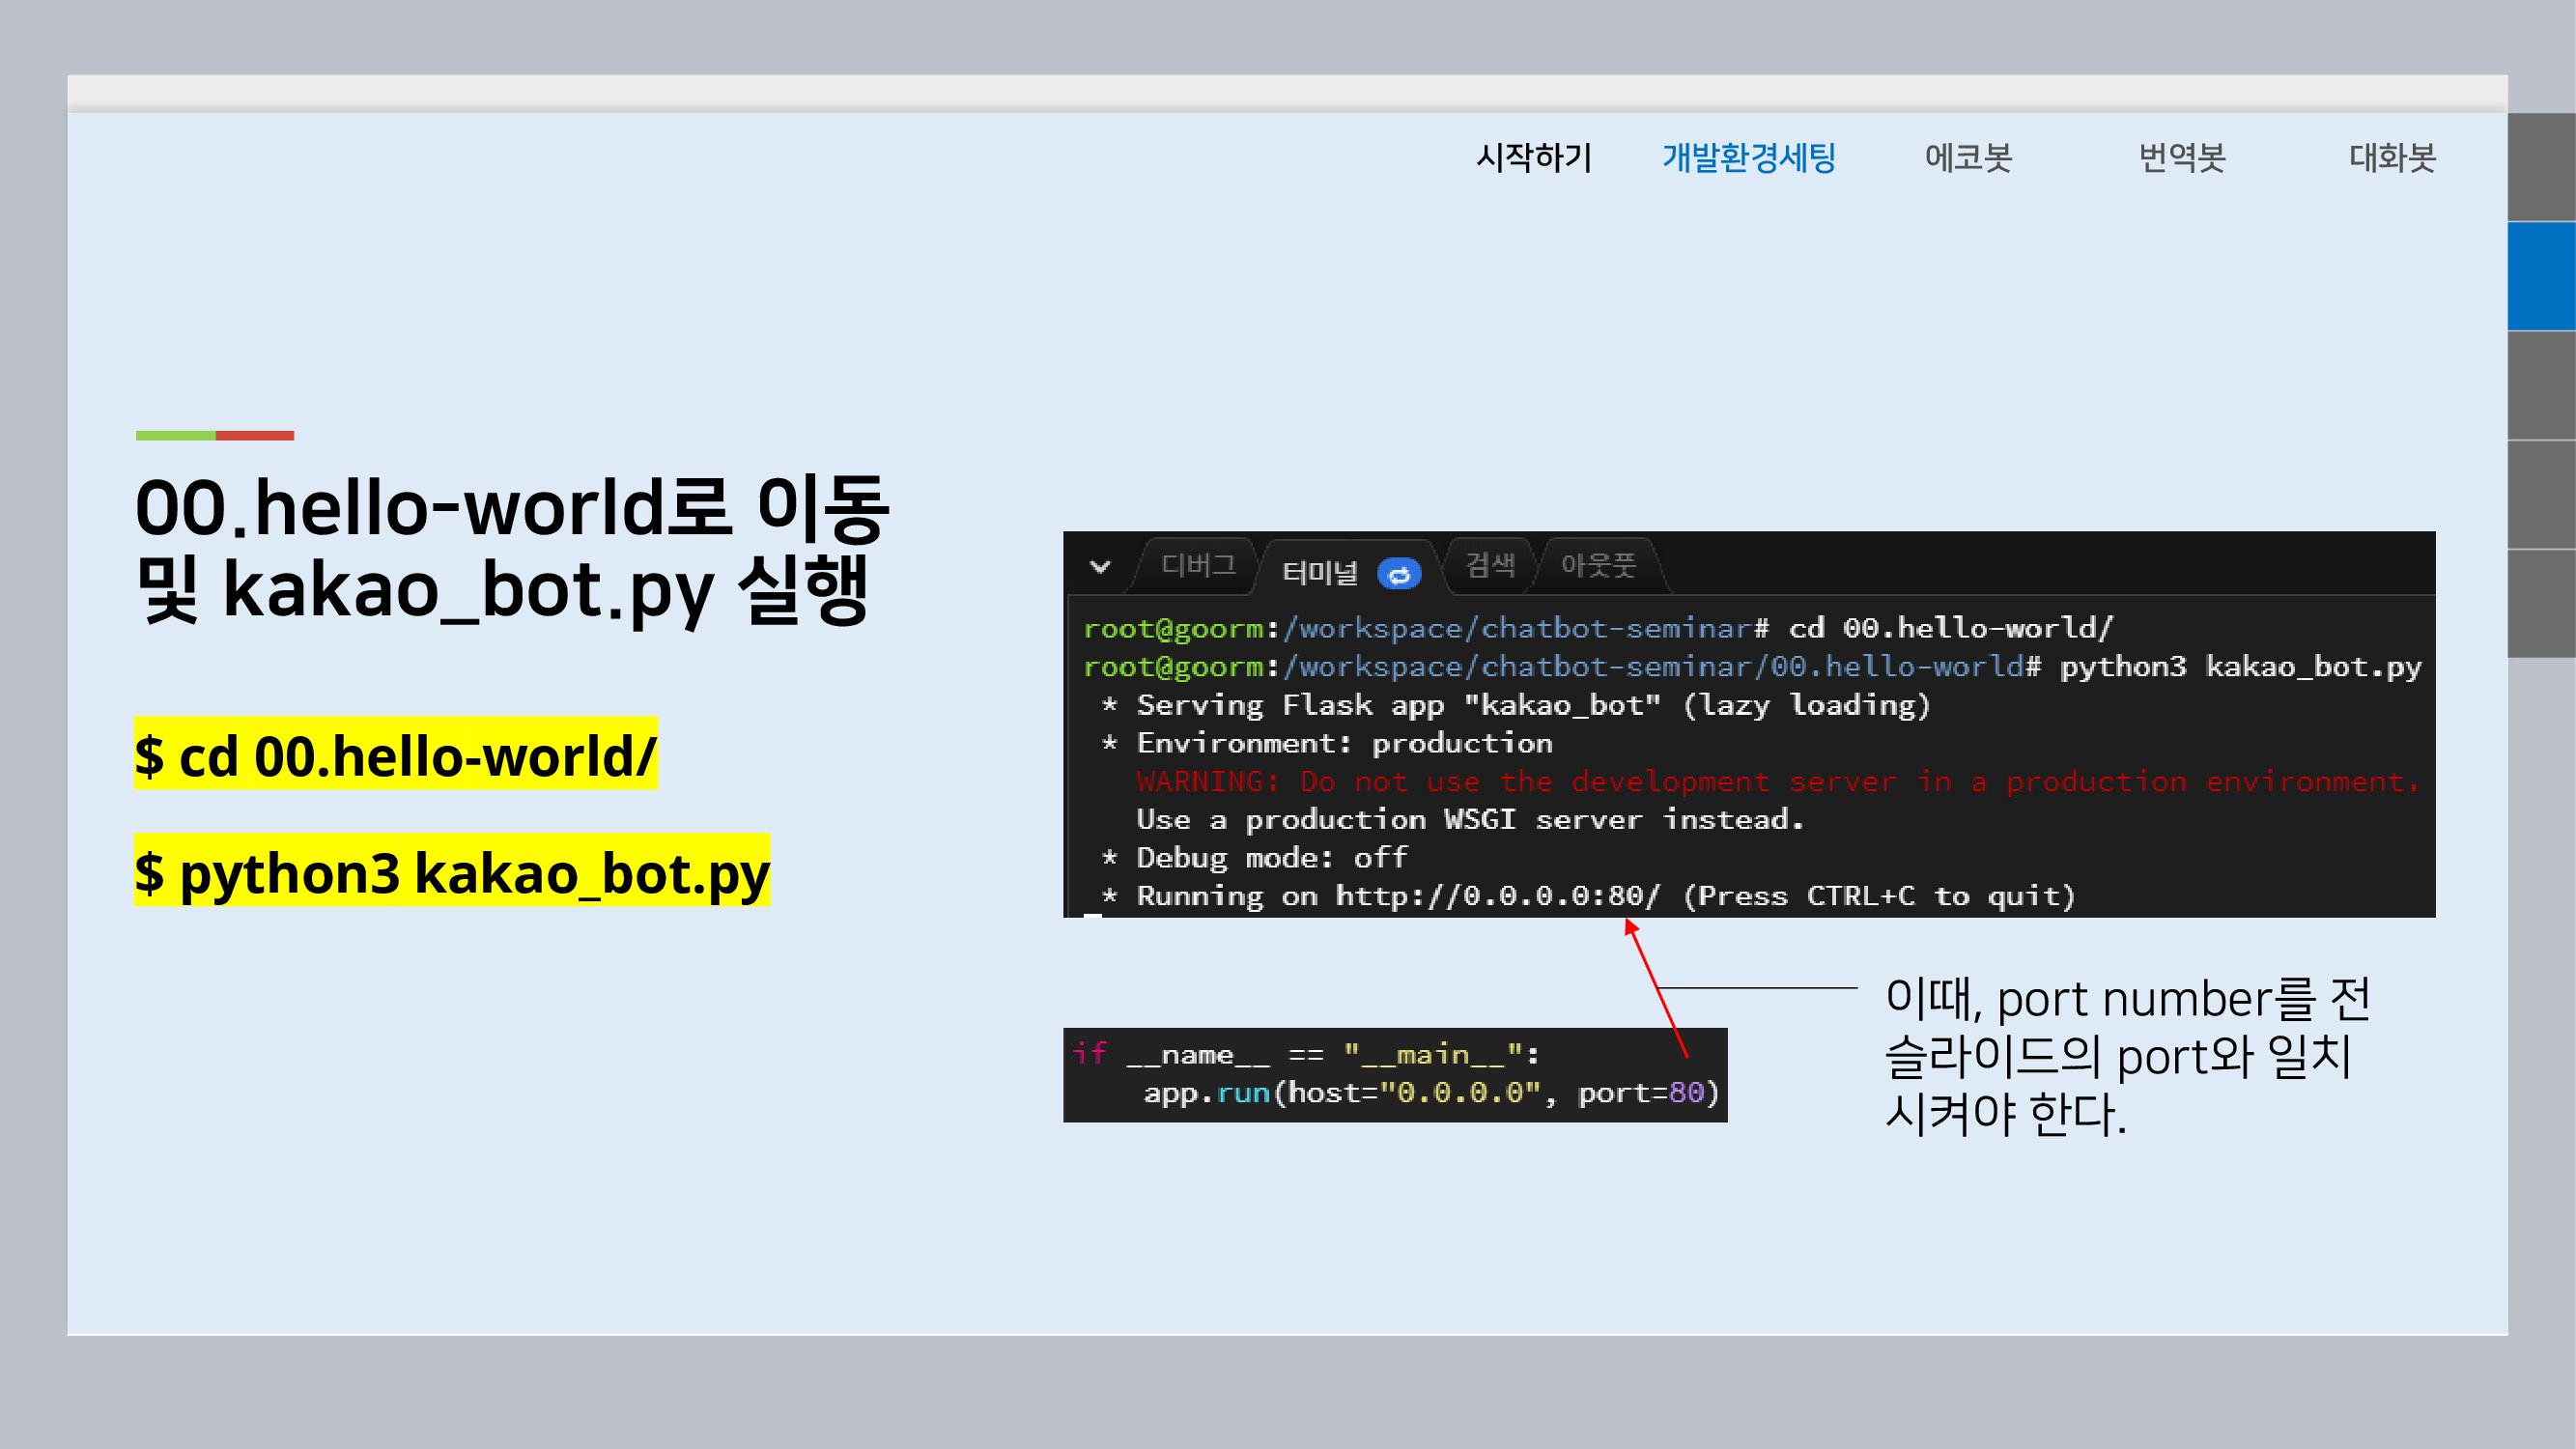 시작하기 개발환경세팅 에코봇 번역봇 대화봇
00.hello-world로 이동
및 kakao_bot.py 실행
$ cd 00.hello-world/
$ python3 kakao_bot.py
디버그 터미널 검색 아웃풋
root@goorm:/workspace/chatbot-seminar# cd 00.hello-world/
root@goorm:/workspace/chatbot-seminar/00.hello-world# python3 kakao_bot.py
* Serving Flask app "kakao_bot" (lazy loading)
* Environment: production
WARNING: Do not use the development server in a production environment.
Use a production WSGI server instead.
* Debug mode: off
* Running on http://0.0.0.0:80/ (Press CTRL+C to quit)
if __name__ == "__main__":
app.run(host="0.0.0.0", port=80)
이때, port number를 전
슬라이드의 port와 일치
시켜야 한다.